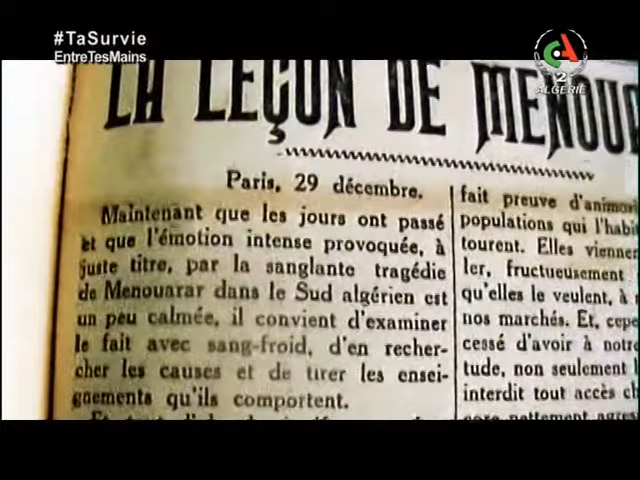 #TaSurvie
EntreTesMains
2
ALGÉRIE
LA LEÇON DE
Paris, 29 décembre.
Maintenant que les jours ont passé
et que l'émotion intense provoquée, à
juste titre, par la sanglante tragédie
de Menouarar dans le Sud algérien est
un peu calmée, il convient d'examiner
le fait avec sang-froid, d'en recher-
cher les causes et de tirer les ensei-
gnements qu'ils comportent.
fait preuve d'animosi
populations qui l'habi
tourent. Elles vienner
ler, fructueusement
qu'elles le veulent, à
nos marchés. Et, cepe
cessé d'avoir à notre
tude, non seulement
interdit tout accès ch